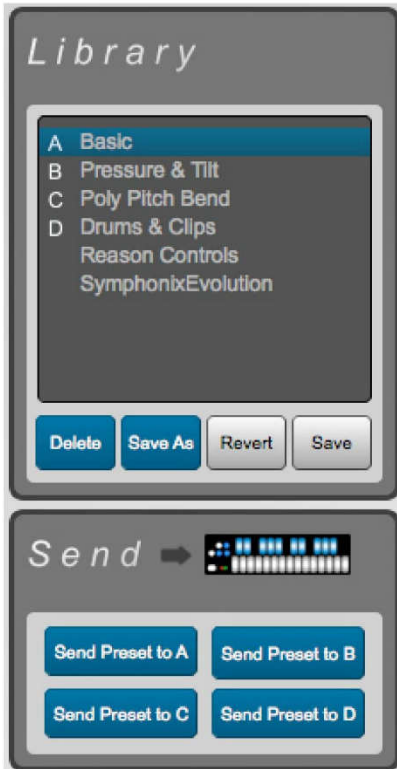 Library
A Basic
B Pressure & Tilt
C Poly Pitch Bend
D Drums & Clips
Reason Controls
SymphonixEvolution
Delete Save As Revert Save
Send
Send Preset to A Send Preset to B
Send Preset to C Send Preset to D